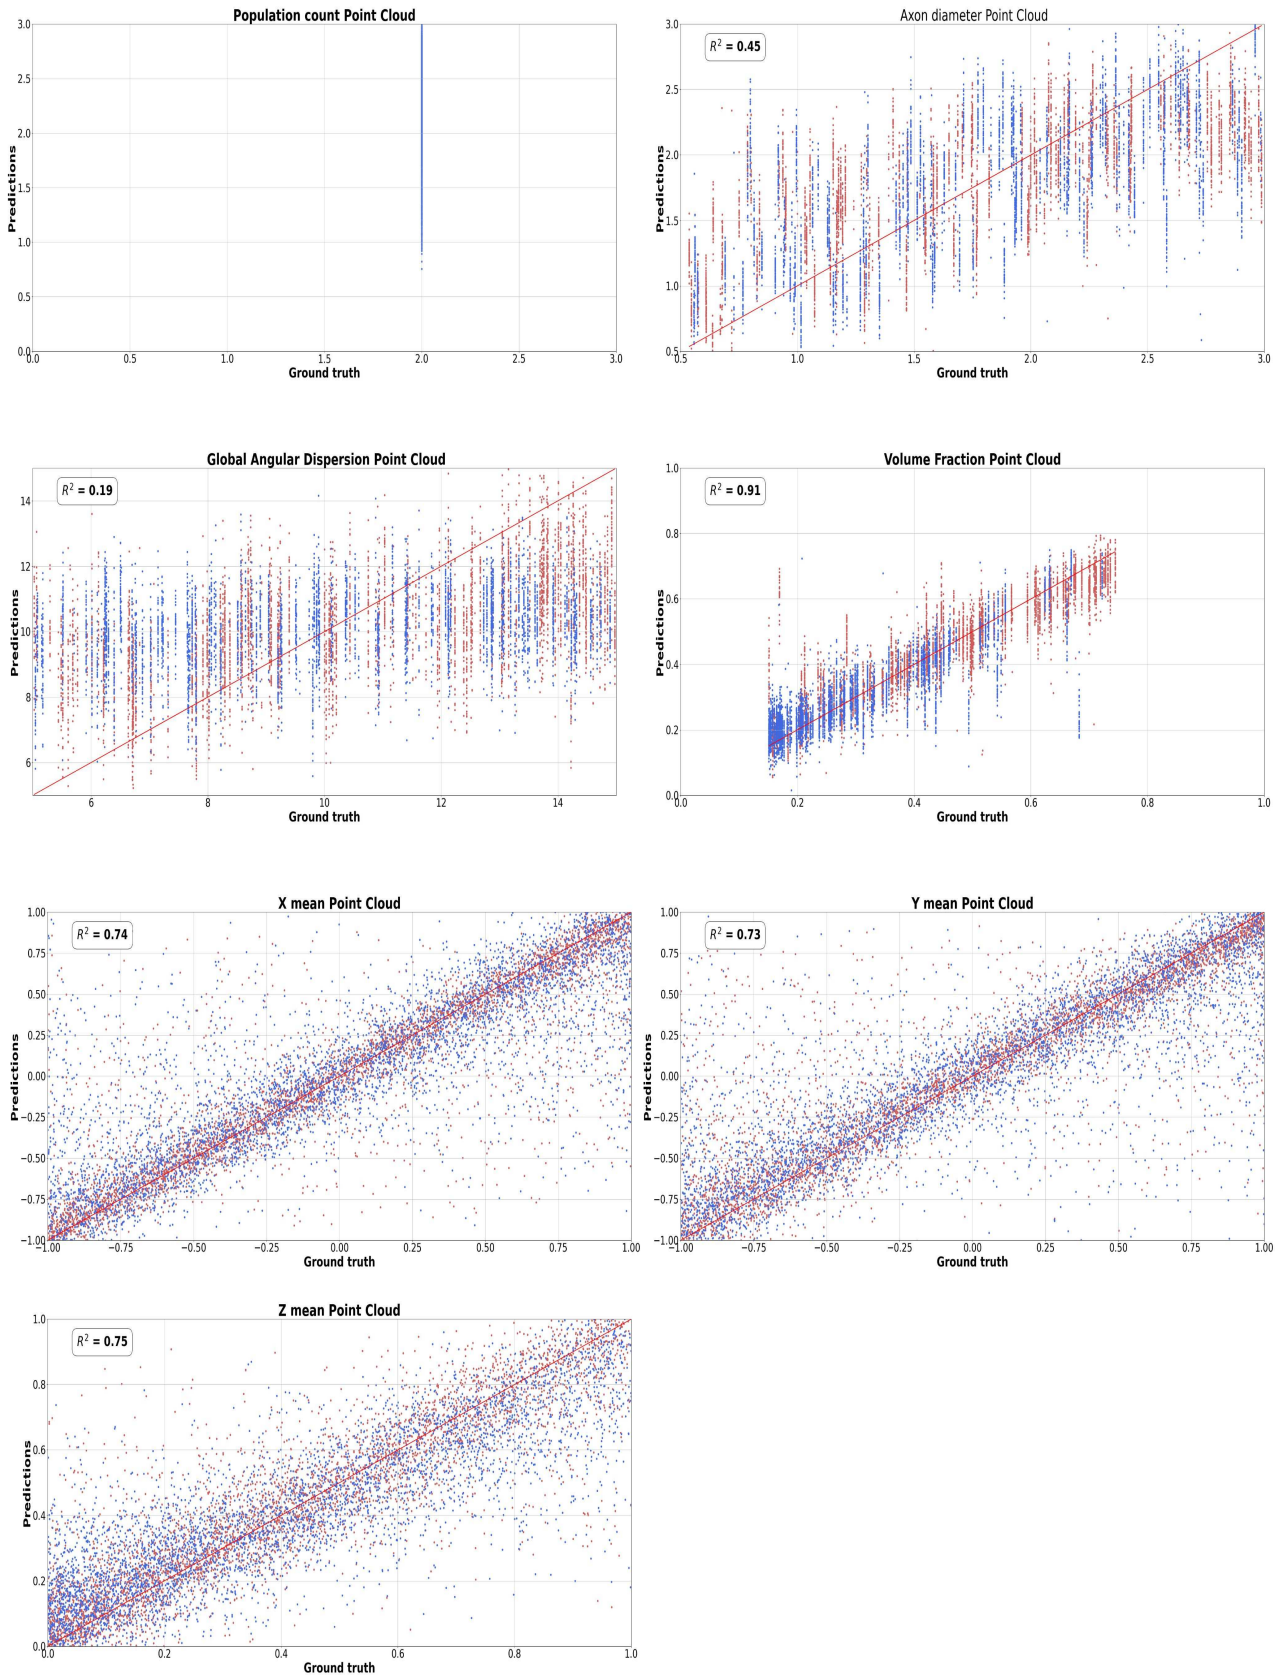 Population count Point Cloud
3.0
2.5
2.0
1.5
1.0
0.5
0.0
Predictions
0.0 0.5 1.0 1.5 2.0 2.5 3.0
Ground truth
Axon diameter Point Cloud
R² = 0.45
3.0
2.5
2.0
1.5
1.0
0.5
Predictions
0.5 1.0 1.5 2.0 2.5 3.0
Ground truth
Global Angular Dispersion Point Cloud
R² = 0.19
14
12
10
8
6
Predictions
6 8 10 12 14
Ground truth
Volume Fraction Point Cloud
R² = 0.91
1.0
0.8
0.6
0.4
0.2
0.0
Predictions
0.0 0.2 0.4 0.6 0.8 1.0
Ground truth
X mean Point Cloud
R² = 0.74
1.00
0.75
0.50
0.25
0.00
−0.25
−0.50
−0.75
−1.00
Predictions
−1.00 −0.75 −0.50 −0.25 0.00 0.25 0.50 0.75 1.00
Ground truth
Y mean Point Cloud
R² = 0.73
1.00
0.75
0.50
0.25
0.00
−0.25
−0.50
−0.75
−1.00
Predictions
−1.00 −0.75 −0.50 −0.25 0.00 0.25 0.50 0.75 1.00
Ground truth
Z mean Point Cloud
R² = 0.75
1.0
0.8
0.6
0.4
0.2
0.0
Predictions
0.0 0.2 0.4 0.6 0.8 1.0
Ground truth